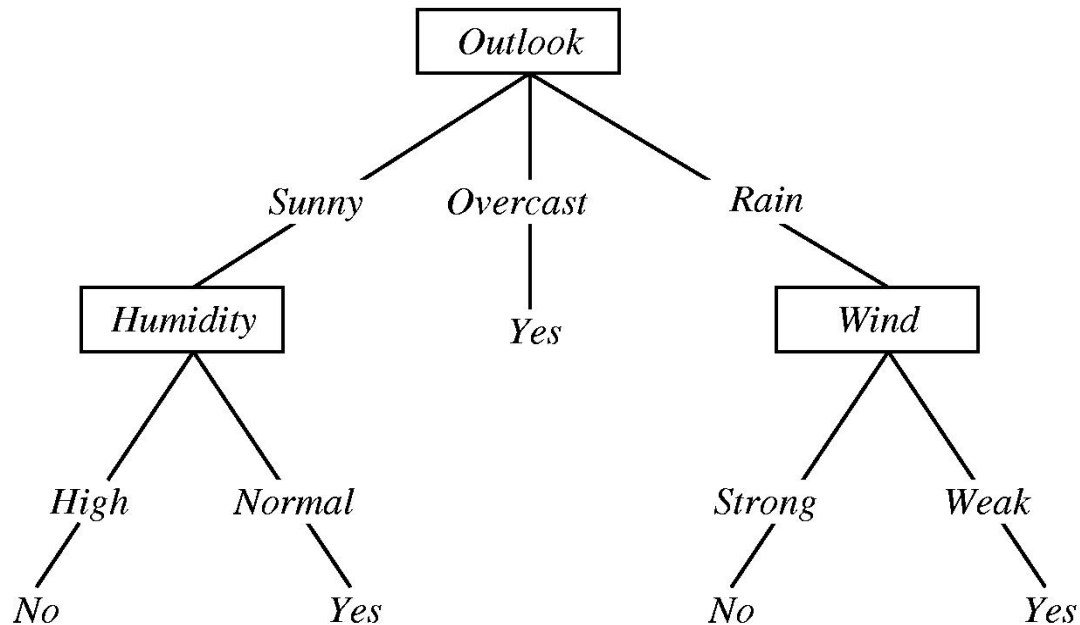 Outlook
Sunny Overcast Rain
Humidity Yes Wind
High Normal Strong Weak
No Yes No Yes